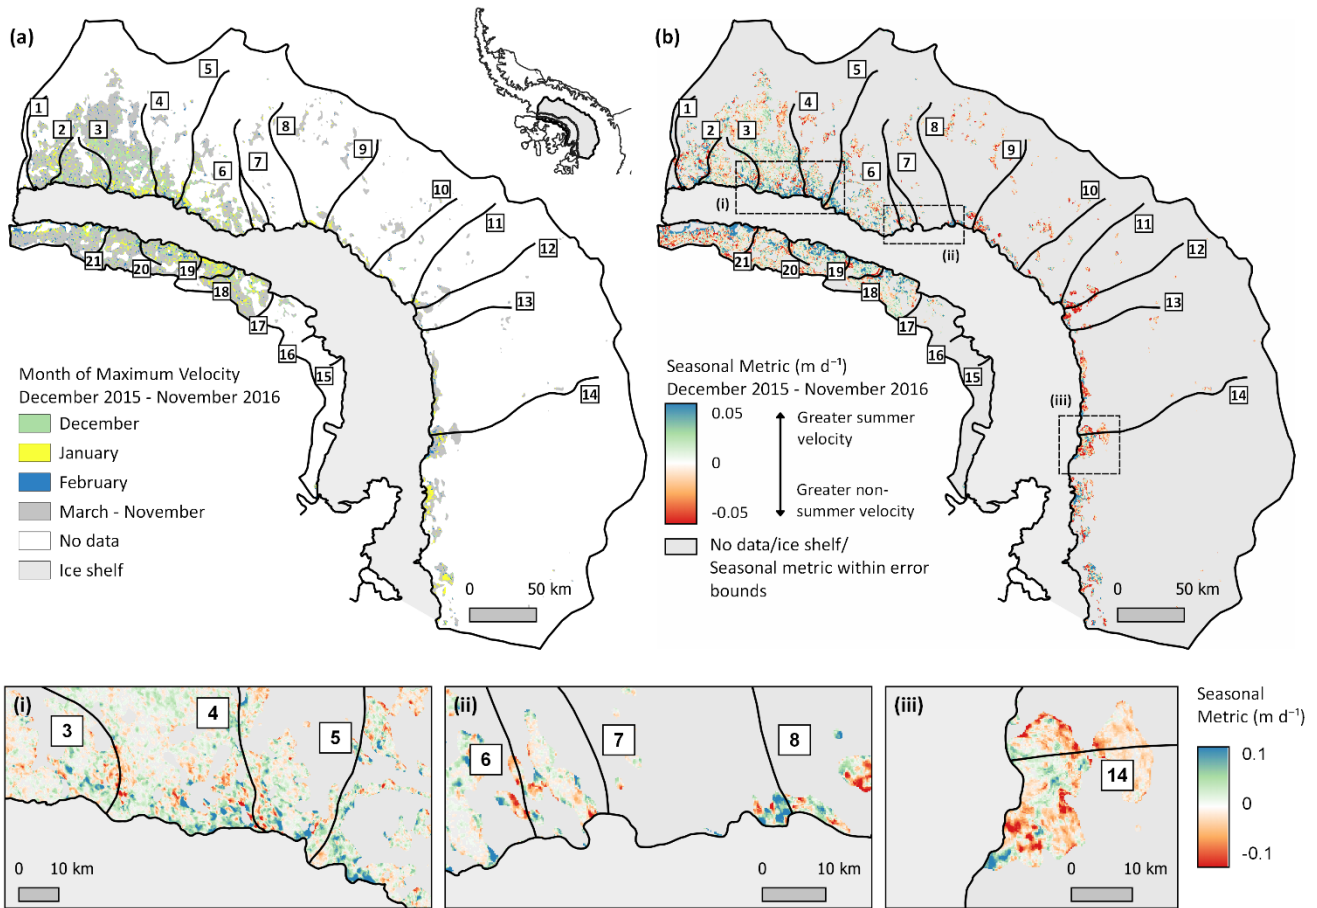 (a)
5
1
4
2
3
8
6
7
9
10
11
12
13
21
20
19
18
17
16
15
14
Month of Maximum Velocity
December 2015 - November 2016
December
January
February
March - November
No data
Ice shelf
0 50 km
(b)
5
1
4
2
3
8
6
7
9
(i)
(ii)
10
11
12
13
21
20
19
18
17
16
15
14
(iii)
Seasonal Metric (m d⁻¹)
December 2015 - November 2016
0.05
0
-0.05
Greater summer
velocity
Greater non-
summer velocity
No data/ice shelf/
Seasonal metric within error
bounds
0 50 km
(i)
3
4
5
0 10 km
(ii)
6
7
8
0 10 km
(iii)
14
0 10 km
Seasonal
Metric (m d⁻¹)
0.1
0
-0.1